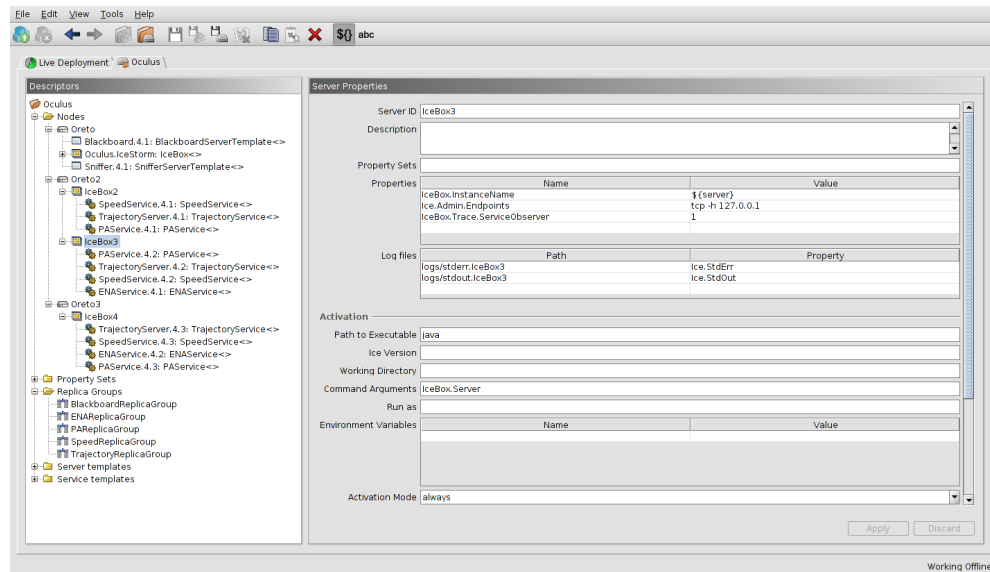 File Edit View Tools Help
${} abc
Live Deployment Oculus
Descriptors
Oculus
Nodes
Oreto
Blackboard.4.1: BlackboardServerTemplate<>
Oculus.IceStorm: IceBox<>
Sniffer.4.1: SnifferServerTemplate<>
Oreto2
IceBox2
SpeedService.4.1: SpeedService<>
TrajectoryServer.4.1: TrajectoryService<>
PAService.4.1: PAService<>
IceBox3
PAService.4.2: PAService<>
TrajectoryServer.4.2: TrajectoryService<>
SpeedService.4.2: SpeedService<>
ENAService.4.1: ENAService<>
Oreto3
IceBox4
TrajectoryServer.4.3: TrajectoryService<>
SpeedService.4.3: SpeedService<>
ENAService.4.2: ENAService<>
PAService.4.3: PAService<>
Property Sets
Replica Groups
BlackboardReplicaGroup
ENAReplicaGroup
PAReplicaGroup
SpeedReplicaGroup
TrajectoryReplicaGroup
Server templates
Service templates
Server Properties
Server ID IceBox3
Description
Property Sets
Properties Name Value
IceBox.InstanceName ${server}
Ice.Admin.Endpoints tcp -h 127.0.0.1
IceBox.Trace.ServiceObserver 1
Log files Path Property
logs/stderr.IceBox3 Ice.StdErr
logs/stdout.IceBox3 Ice.StdOut
Activation
Path to Executable java
Ice Version
Working Directory
Command Arguments IceBox.Server
Run as
Environment Variables Name Value
Activation Mode always
Apply Discard
Working Offline